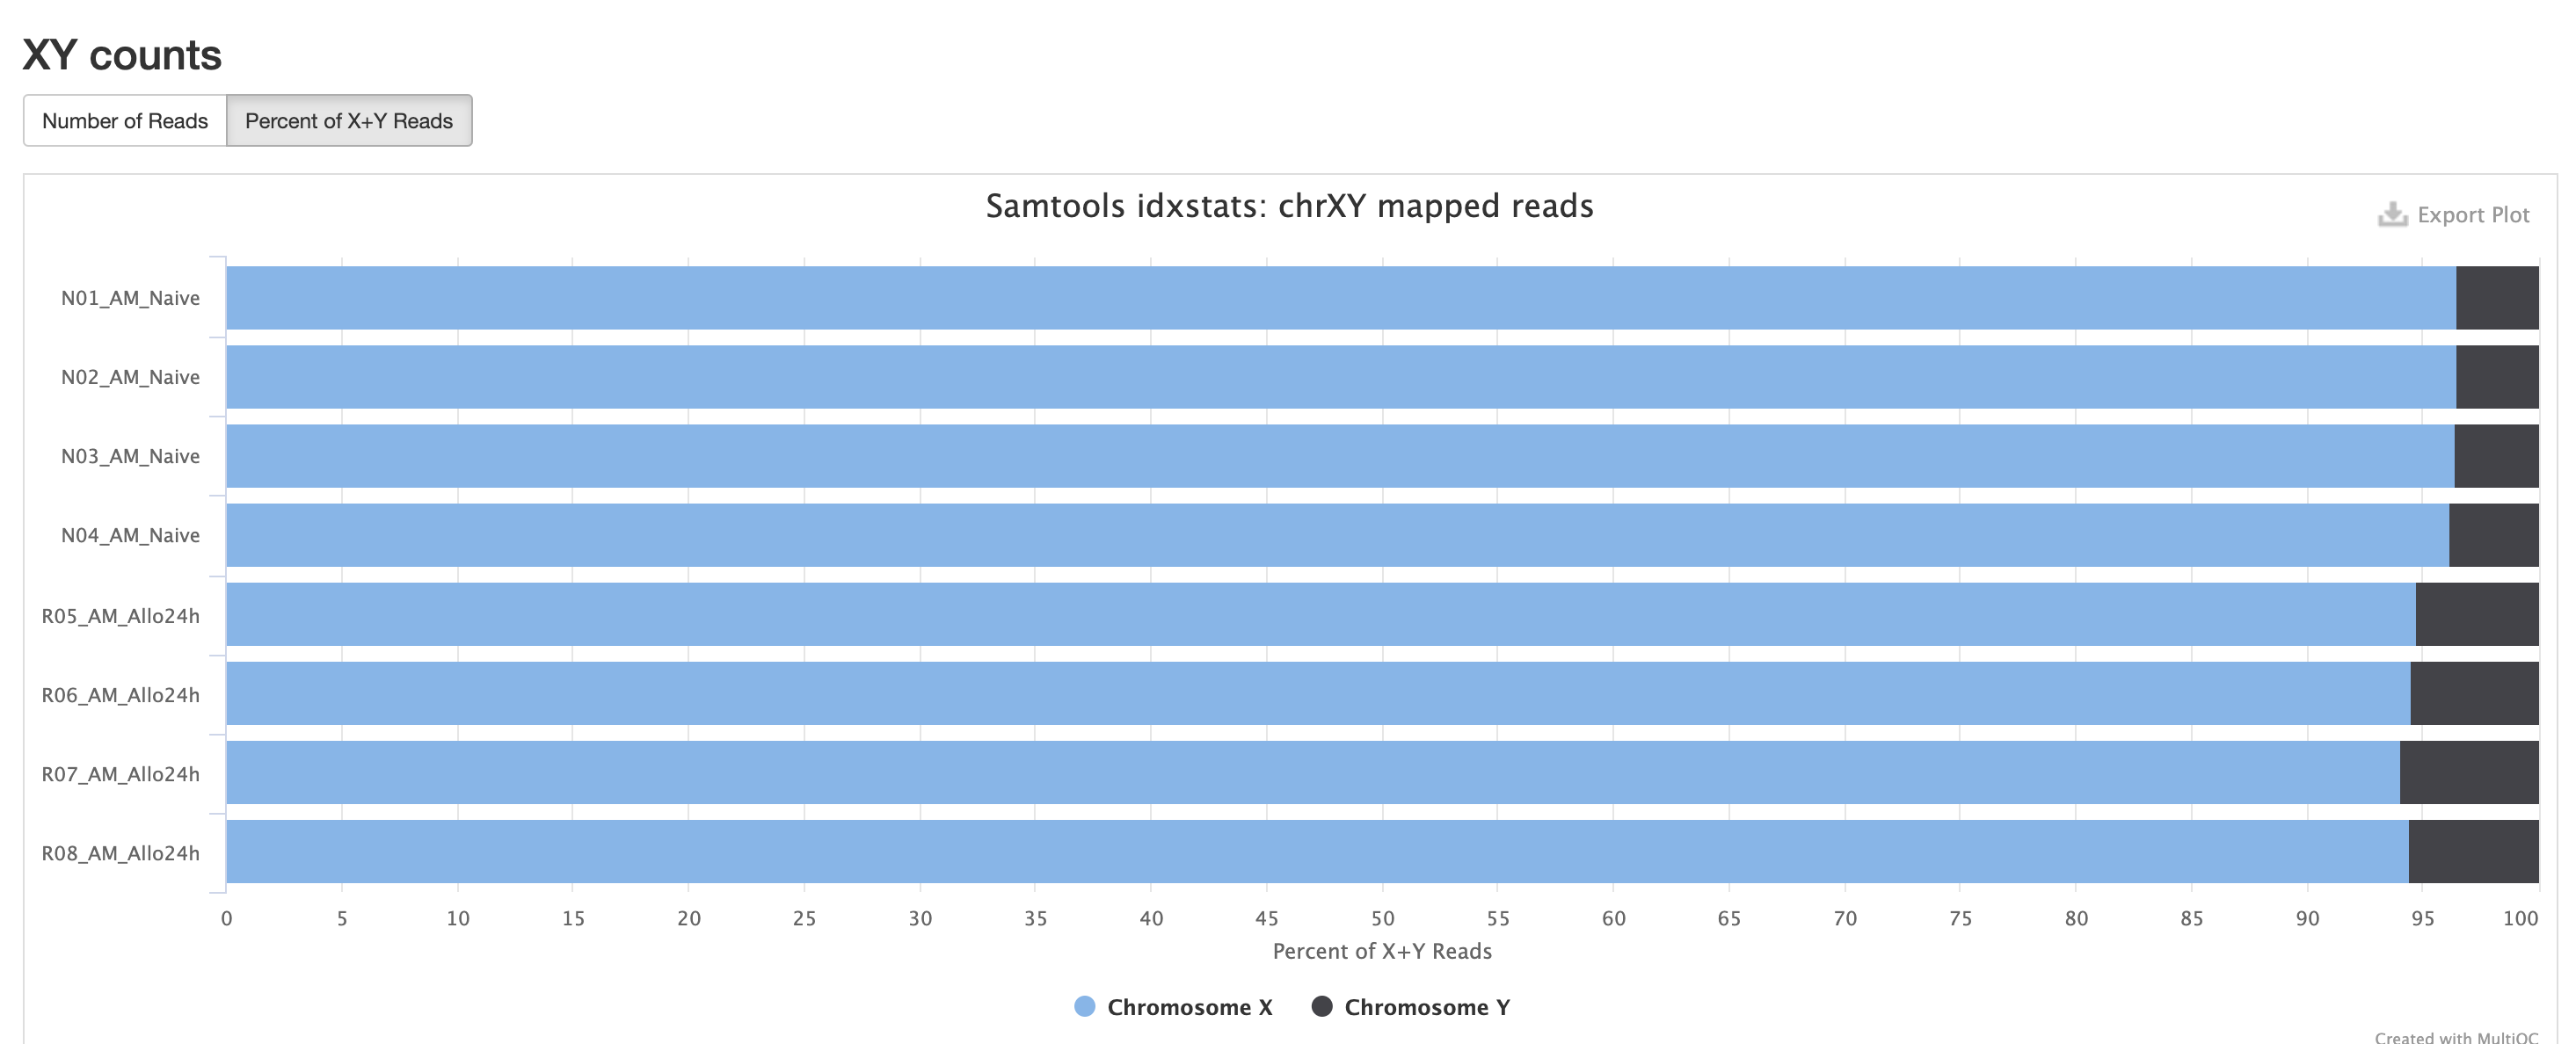 XY counts
Number of Reads Percent of X+Y Reads
Samtools idxstats: chrXY mapped reads
Export Plot
N01_AM_Naive
N02_AM_Naive
N03_AM_Naive
N04_AM_Naive
R05_AM_Allo24h
R06_AM_Allo24h
R07_AM_Allo24h
R08_AM_Allo24h
0 5 10 15 20 25 30 35 40 45 50 55 60 65 70 75 80 85 90 95 100
Percent of X+Y Reads
Chromosome X Chromosome Y
Created with MultiQC